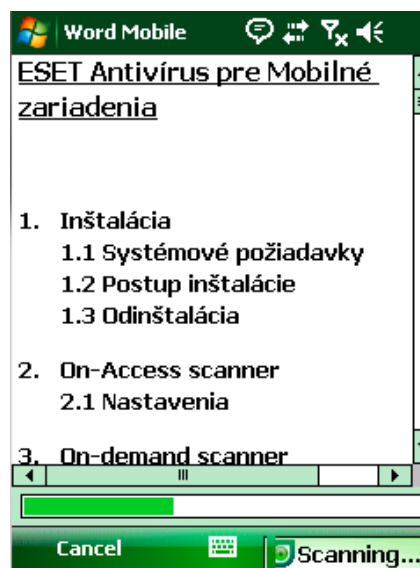 Word Mobile
ESET Antivírus pre Mobilné
zariadenia
1. Inštalácia
1.1 Systémové požiadavky
1.2 Postup inštalácie
1.3 Odinštalácia
2. On-Access scanner
2.1 Nastavenia
3. On-demand scanner
Cancel
Scanning...